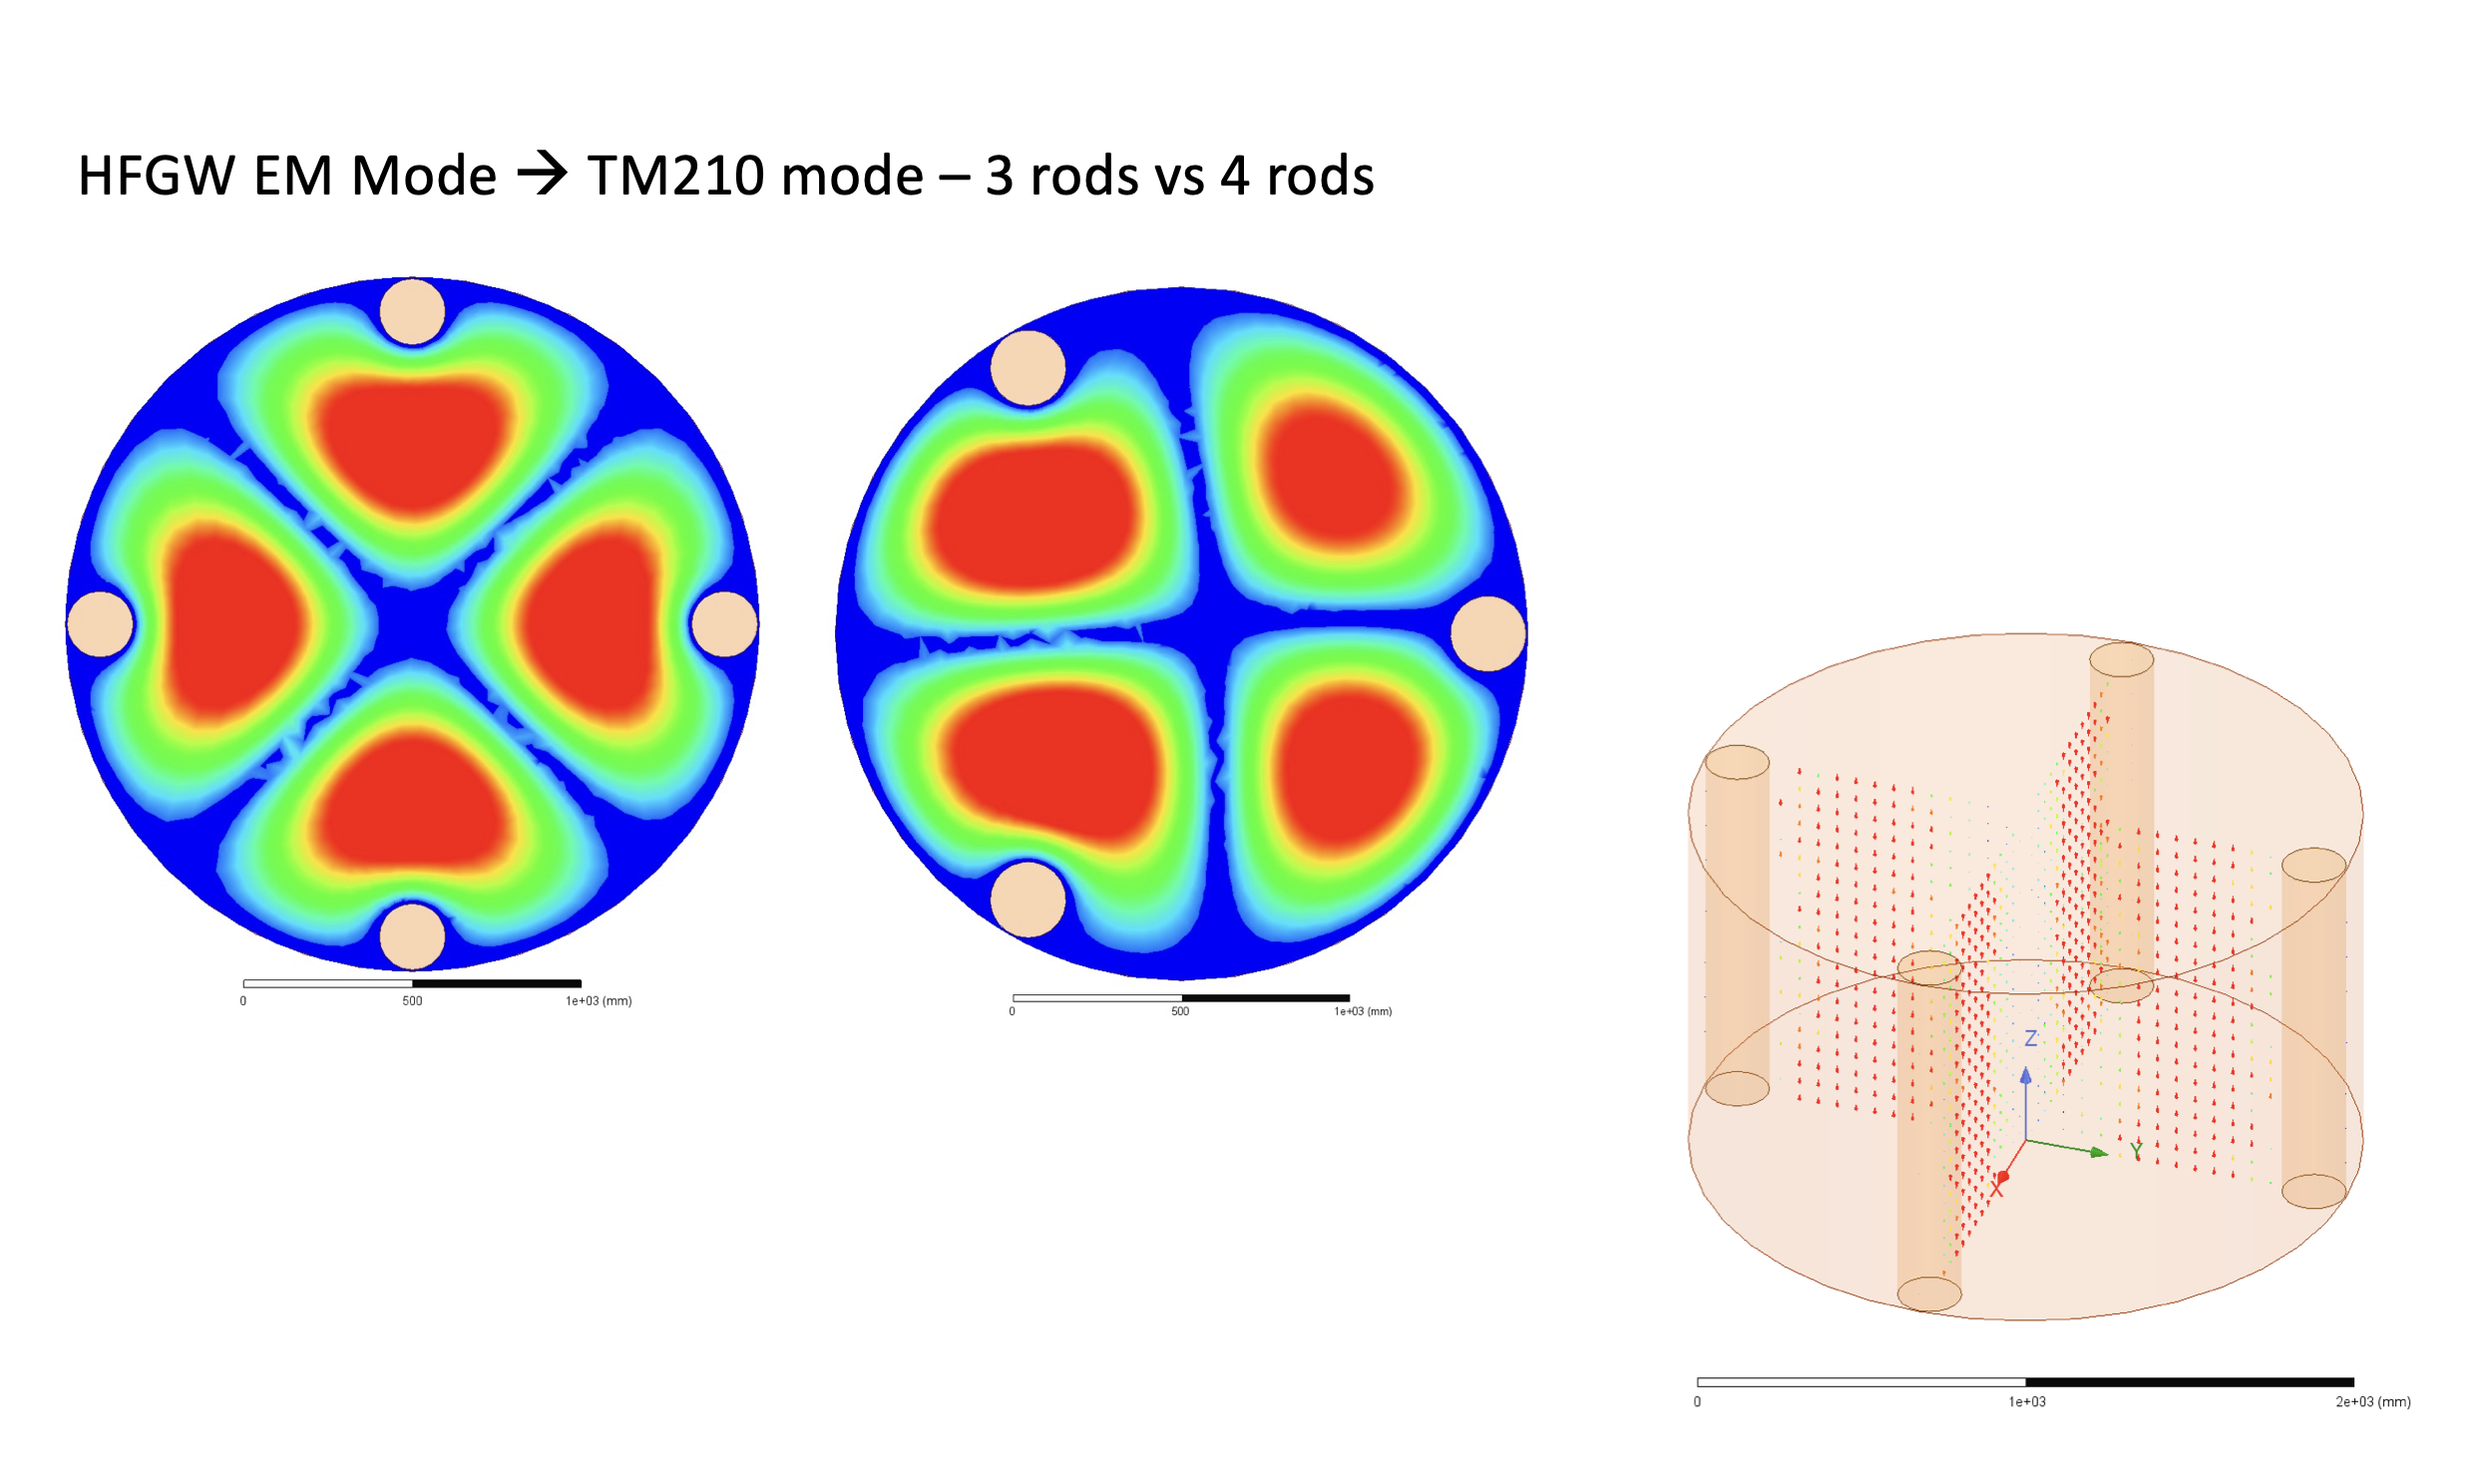 HFGW EM Mode → TM210 mode – 3 rods vs 4 rods
0 500 1e+03 (mm)
0 500 1e+03 (mm)
Z
Y
X
0 1e+03 2e+03 (mm)